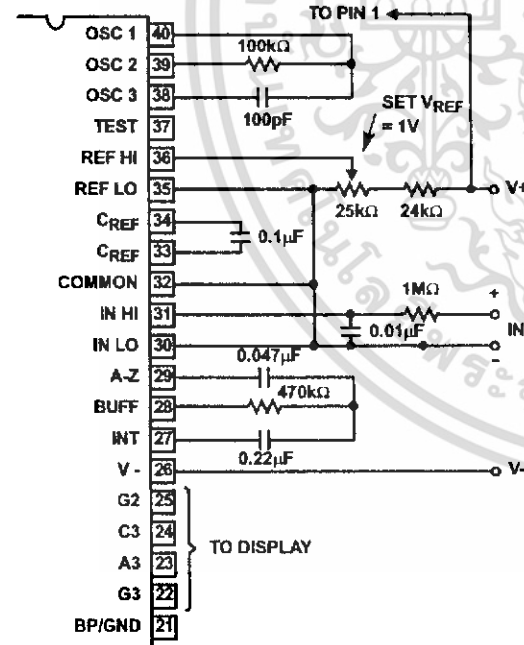 TO PIN 1
OSC 1 40
100kΩ
OSC 2 39
OSC 3 38
100pF
SET VREF
= 1V
TEST 37
REF HI 36
REF LO 35
V+
25kΩ 24kΩ
CREF 34
0.1µF
CREF 33
COMMON 32
1MΩ
IN HI 31
+
0.01µF
IN
IN LO 30
-
0.047µF
A-Z 29
470kΩ
BUFF 28
INT 27
0.22µF
V - 26
V-
G2 25
C3 24
TO DISPLAY
A3 23
G3 22
BP/GND 21